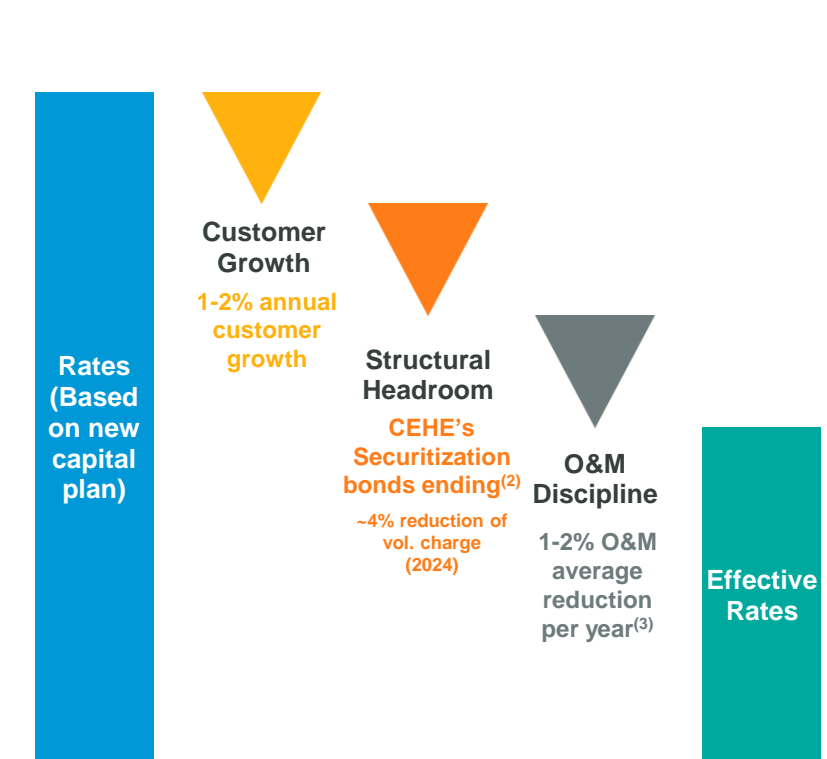 Rates
(Based
on new
capital
plan)
Customer
Growth
1-2% annual
customer
growth
Structural
Headroom
CEHE's
Securitization
bonds ending(2)
~4% reduction of
vol. charge
(2024)
O&M
Discipline
1-2% O&M
average
reduction
per year(3)
Effective
Rates